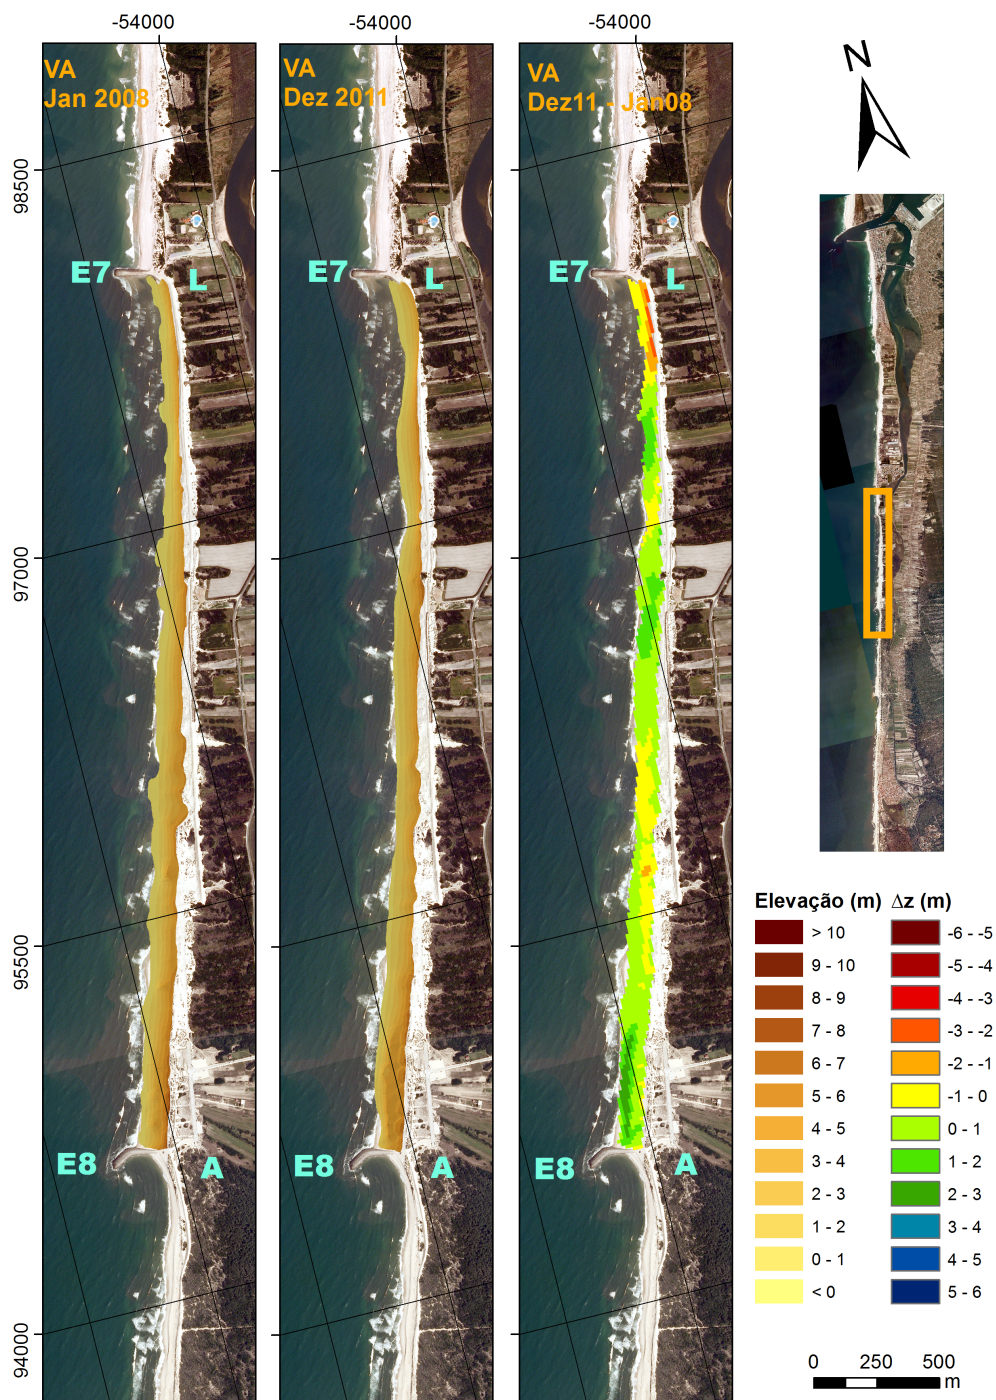 -54000
-54000
-54000
VA
Jan 2008
VA
Dez 2011
VA
Dez11 - Jan08
N
98500
97000
95500
94000
E7
L
E7
L
E7
L
E8
A
E8
A
E8
A
Elevação (m)
> 10
9 - 10
8 - 9
7 - 8
6 - 7
5 - 6
4 - 5
3 - 4
2 - 3
1 - 2
0 - 1
< 0
Δz (m)
-6 - -5
-5 - -4
-4 - -3
-3 - -2
-2 - -1
-1 - 0
0 - 1
1 - 2
2 - 3
3 - 4
4 - 5
5 - 6
0 250 500
m